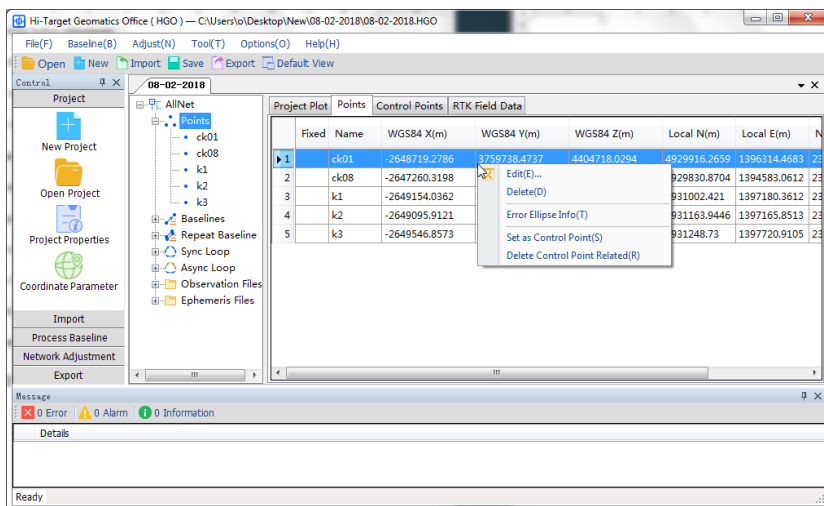 Hi-Target Geomatics Office ( HGO ) — C:\Users\o\Desktop\New\08-02-2018\08-02-2018.HGO
File(F) Baseline(B) Adjust(N) Tool(T) Options(O) Help(H)
Open New Import Save Export Default View
Control
Project
New Project
Open Project
Project Properties
Coordinate Parameter
Import
Process Baseline
Network Adjustment
Export
08-02-2018
AllNet
Points
ck01
ck08
k1
k2
k3
Baselines
Repeat Baseline
Sync Loop
Async Loop
Observation Files
Ephemeris Files
Project Plot Points Control Points RTK Field Data
Fixed Name WGS84 X(m) WGS84 Y(m) WGS84 Z(m) Local N(m) Local E(m) N
1 ck01 -2648719.2786 3759738.4737 4404718.0294 4929916.2659 1396314.4683 23
2 ck08 -2647260.3198 929830.8704 1394583.0612 23
3 k1 -2649154.0362 931002.421 1397180.3612 23
4 k2 -2649095.9121 931163.9446 1397165.8513 23
5 k3 -2649546.8573 931248.73 1397720.9105 23
Edit(E)...
Delete(D)
Error Ellipse Info(T)
Set as Control Point(S)
Delete Control Point Related(R)
Message
0 Error 0 Alarm 0 Information
Details
Ready